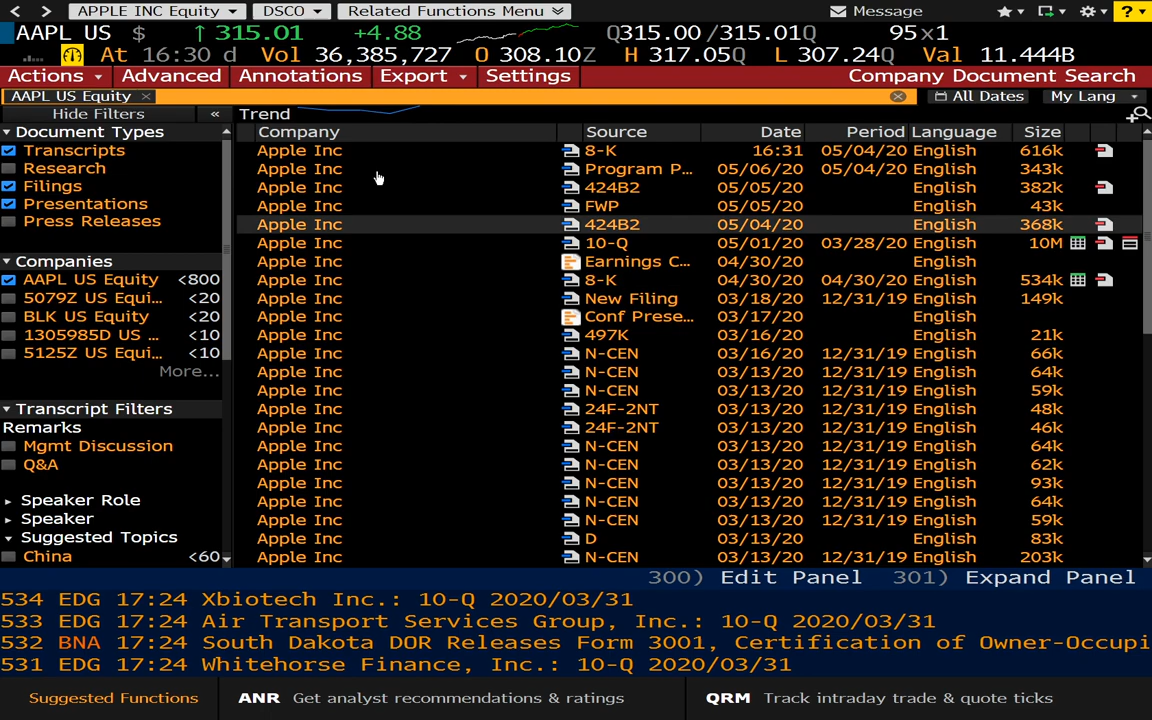 APPLE INC Equity DSCO Related Functions Menu Message ?
AAPL US $ ↑ 315.01 +4.88 Q315.00 / 315.01Q 95 x 1
At 16:30 d Vol 36,385,727 O 308.10Z H 317.05Q L 307.24Q Val 11.444B
Actions Advanced Annotations Export Settings Company Document Search
AAPL US Equity × All Dates My Lang
Hide Filters « Trend
Document Types Company Source Date Period Language Size
Transcripts Apple Inc 8-K 16:31 05/04/20 English 616k
Research Apple Inc Program P... 05/06/20 05/04/20 English 343k
Filings Apple Inc 424B2 05/05/20 English 382k
Presentations Apple Inc FWP 05/05/20 English 43k
Press Releases Apple Inc 424B2 05/04/20 English 368k
Apple Inc 10-Q 05/01/20 03/28/20 English 10M
Companies Apple Inc Earnings C... 04/30/20 English
AAPL US Equity <800 Apple Inc 8-K 04/30/20 04/30/20 English 534k
5079Z US Equi... <20 Apple Inc New Filing 03/18/20 12/31/19 English 149k
BLK US Equity <20 Apple Inc Conf Prese... 03/17/20 English
1305985D US ... <10 Apple Inc 497K 03/16/20 English 21k
5125Z US Equi... <10 Apple Inc N-CEN 03/16/20 12/31/19 English 66k
More... Apple Inc N-CEN 03/13/20 12/31/19 English 64k
Apple Inc N-CEN 03/13/20 12/31/19 English 59k
Transcript Filters Apple Inc 24F-2NT 03/13/20 12/31/19 English 48k
Remarks Apple Inc 24F-2NT 03/13/20 12/31/19 English 46k
Mgmt Discussion Apple Inc N-CEN 03/13/20 12/31/19 English 64k
Q&A Apple Inc N-CEN 03/13/20 12/31/19 English 62k
Apple Inc N-CEN 03/13/20 12/31/19 English 93k
Speaker Role Apple Inc N-CEN 03/13/20 12/31/19 English 64k
Speaker Apple Inc N-CEN 03/13/20 12/31/19 English 59k
Suggested Topics Apple Inc D 03/13/20 English 83k
China <60 Apple Inc N-CEN 03/13/20 12/31/19 English 203k
300) Edit Panel 301) Expand Panel
534 EDG 17:24 Xbiotech Inc.: 10-Q 2020/03/31
533 EDG 17:24 Air Transport Services Group, Inc.: 10-Q 2020/03/31
532 BNA 17:24 South Dakota DOR Releases Form 3001, Certification of Owner-Occupi
531 EDG 17:24 Whitehorse Finance, Inc.: 10-Q 2020/03/31
Suggested Functions ANR Get analyst recommendations & ratings QRM Track intraday trade & quote ticks